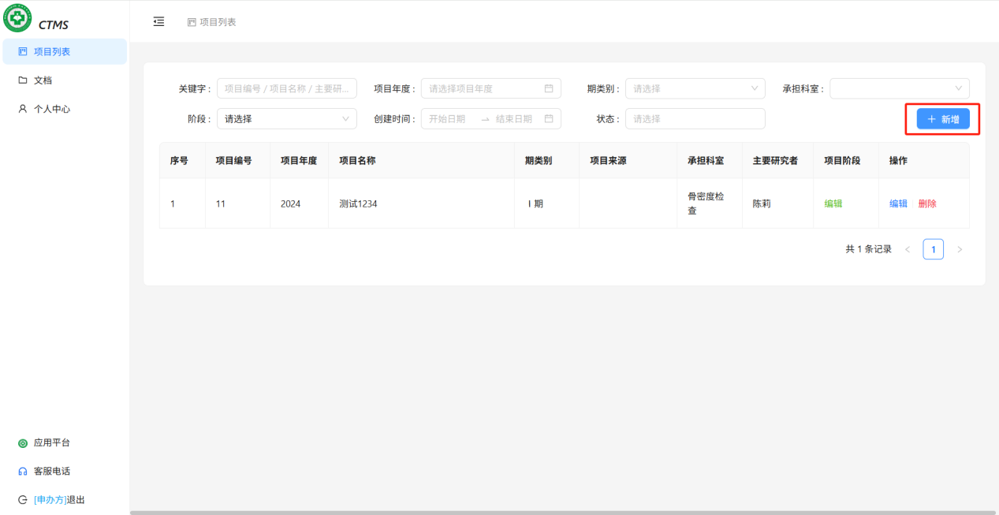 CTMS
项目列表
项目列表
文档
个人中心
关键字：
项目编号 / 项目名称 / 主要研...
项目年度：
请选择项目年度
期类别：
请选择
承担科室：
阶段：
请选择
创建时间：
开始日期
结束日期
状态：
请选择
新增
序号 项目编号 项目年度 项目名称 期类别 项目来源 承担科室 主要研究者 项目阶段 操作
1 11 2024 测试1234 Ⅰ期 骨密度检 陈莉 编辑 编辑 删除
查
共 1 条记录 1
应用平台
客服电话
[申办方]退出